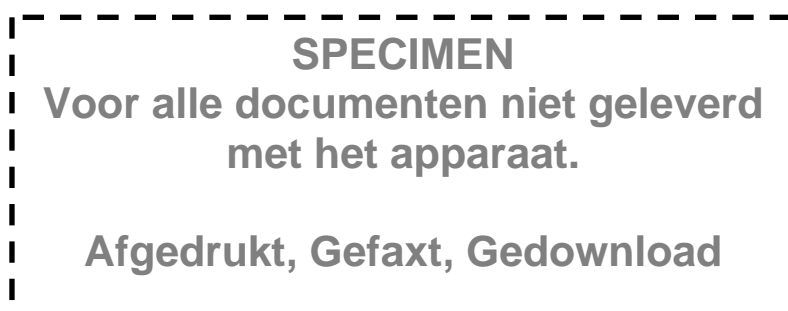 SPECIMEN
Voor alle documenten niet geleverd
met het apparaat.
Afgedrukt, Gefaxt, Gedownload